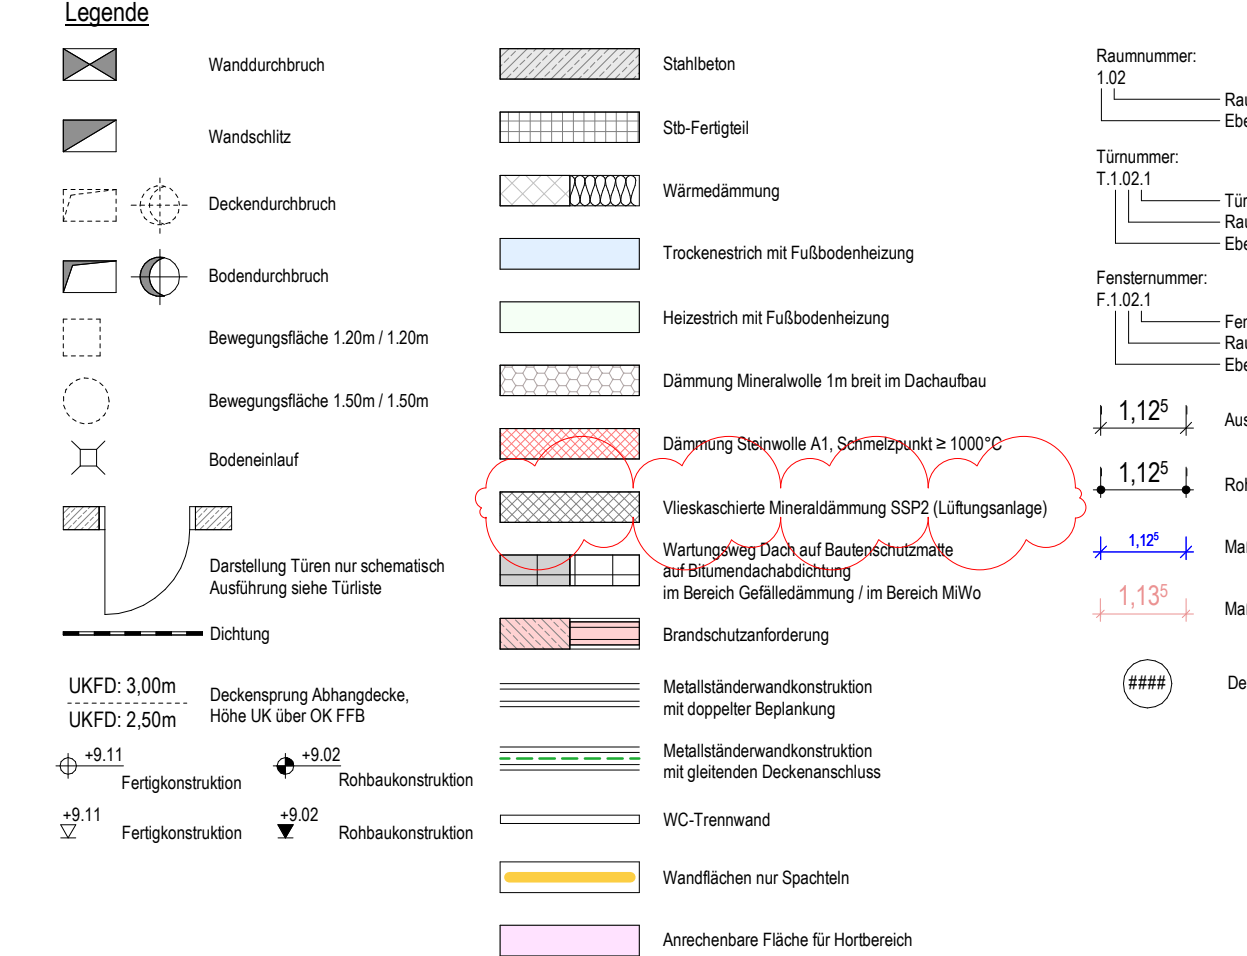 Legende
Wanddurchbruch
Wandschlitz
Deckendurchbruch
Bodendurchbruch
Bewegungsfläche 1.20m / 1.20m
Bewegungsfläche 1.50m / 1.50m
Bodeneinlauf
Darstellung Türen nur schematisch
Ausführung siehe Türliste
Dichtung
UKFD: 3,00m
UKFD: 2,50m
Deckensprung Abhangdecke,
Höhe UK über OK FFB
+9.11
Fertigkonstruktion
+9.02
Rohbaukonstruktion
+9.11
Fertigkonstruktion
+9.02
Rohbaukonstruktion
Stahlbeton
Stb-Fertigteil
Wärmedämmung
Trockenestrich mit Fußbodenheizung
Heizestrich mit Fußbodenheizung
Dämmung Mineralwolle 1m breit im Dachaufbau
Dämmung Steinwolle A1, Schmelzpunkt ≥ 1000°C
Vlieskaschierte Mineraldämmung SSP2 (Lüftungsanlage)
Wartungsweg Dach auf Bautenschutzmatte
auf Bitumendachabdichtung
im Bereich Gefälledämmung / im Bereich MiWo
Brandschutzanforderung
Metallständerwandkonstruktion
mit doppelter Beplankung
Metallständerwandkonstruktion
mit gleitenden Deckenanschluss
WC-Trennwand
Wandflächen nur Spachteln
Anrechenbare Fläche für Hortbereich
Raumnummer:
1.02
Türnummer:
T.1.02.1
Fensternummer:
F.1.02.1
1,12⁵
1,12⁵
1,12⁵
1,13⁵
####